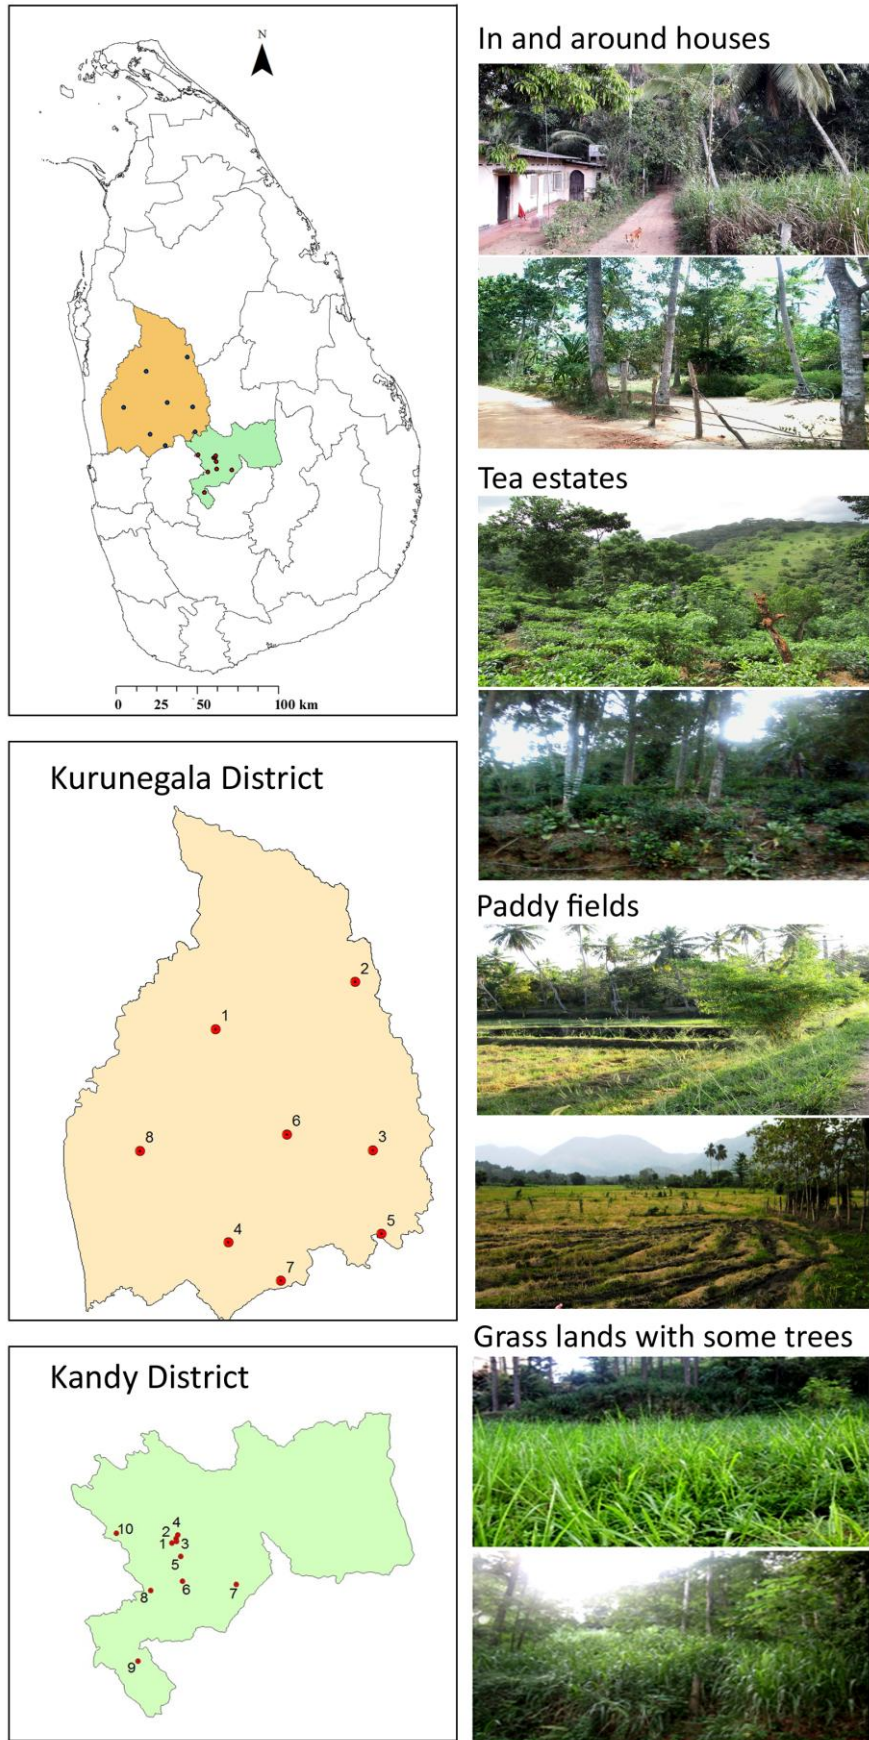 N
0 25 50 100 km
Kurunegala District
2
1
6
8
3
5
4
7
Kandy District
10
4
2
1
3
5
6
7
8
9
In and around houses
Tea estates
Paddy fields
Grass lands with some trees